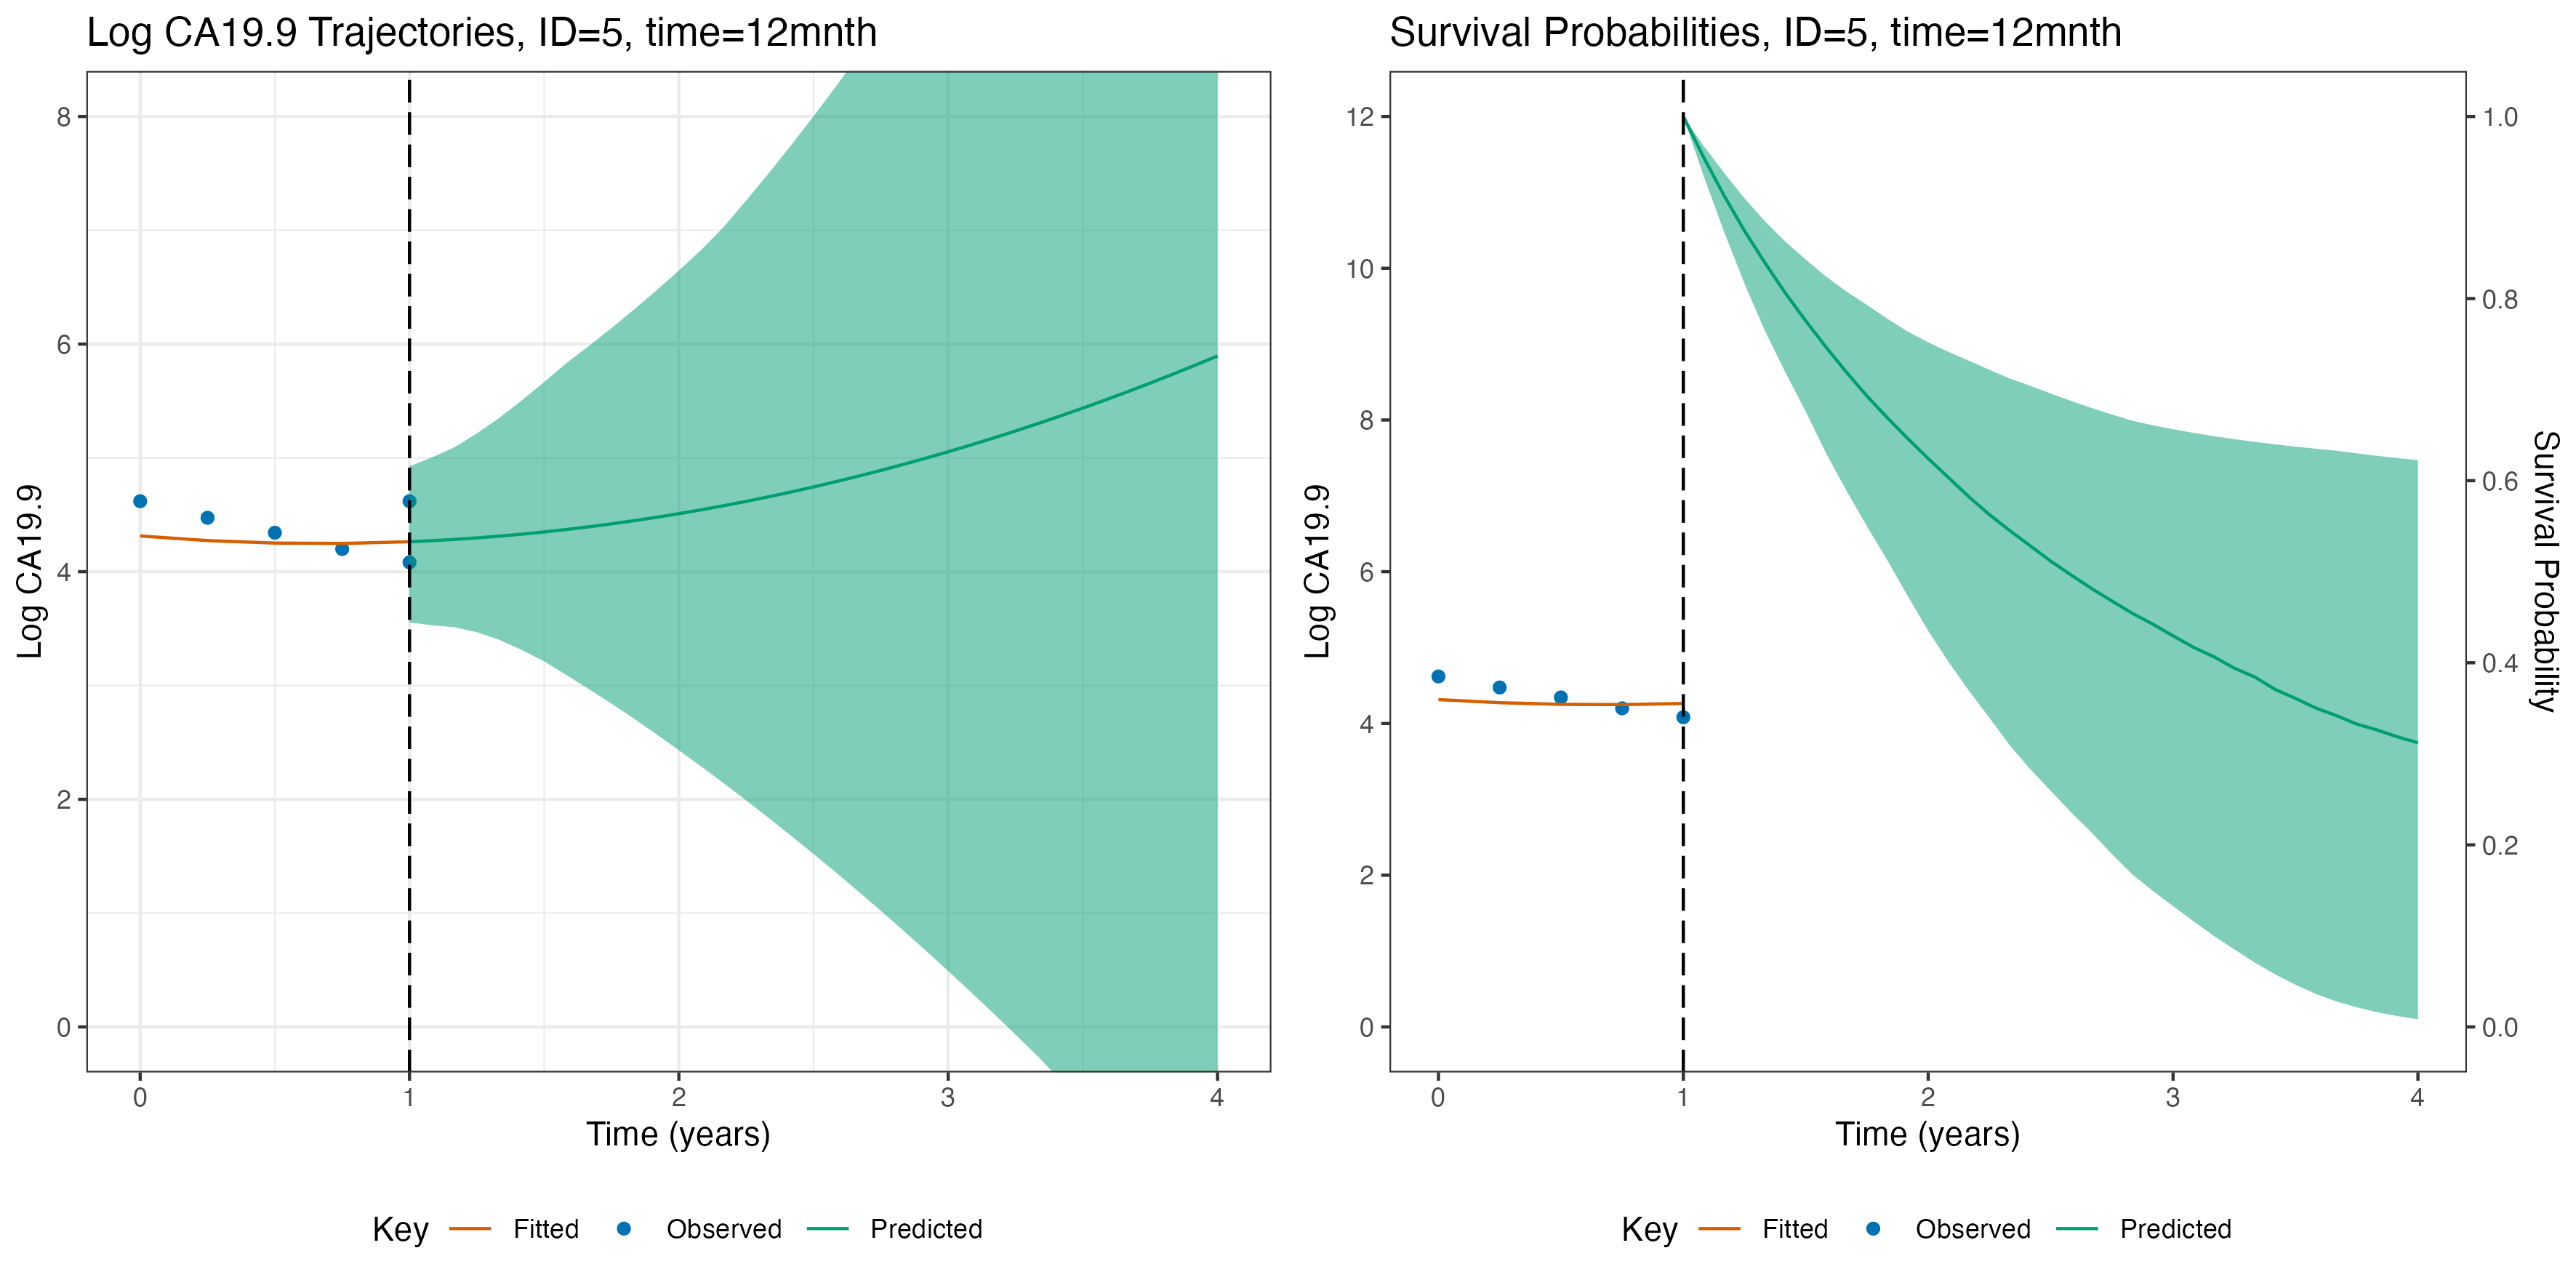 Log CA19.9 Trajectories, ID=5, time=12mnth
Log CA19.9
8
6
4
2
0
0 1 2 3 4
Time (years)
Key Fitted Observed Predicted
Survival Probabilities, ID=5, time=12mnth
Log CA19.9
12
10
8
6
4
2
0
1.0
0.8
0.6
0.4
0.2
0.0
Survival Probability
0 1 2 3 4
Time (years)
Key Fitted Observed Predicted